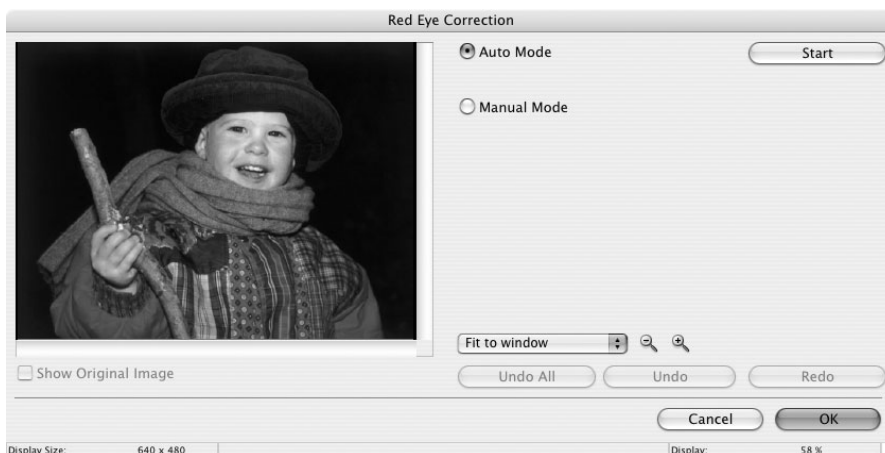 Red Eye Correction
Auto Mode
Start
Manual Mode
Fit to window
Show Original Image
Undo All
Undo
Redo
Cancel
OK
Display Size: 640 x 480
Display: 58 %